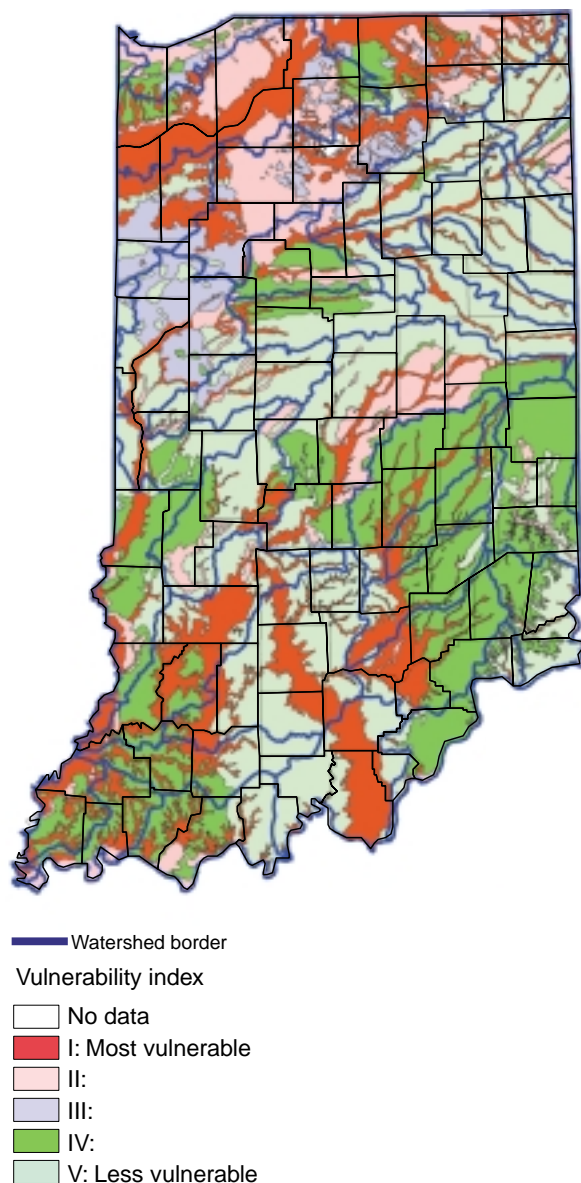 Watershed border
Vulnerability index
No data
I: Most vulnerable
II:
III:
IV:
V: Less vulnerable